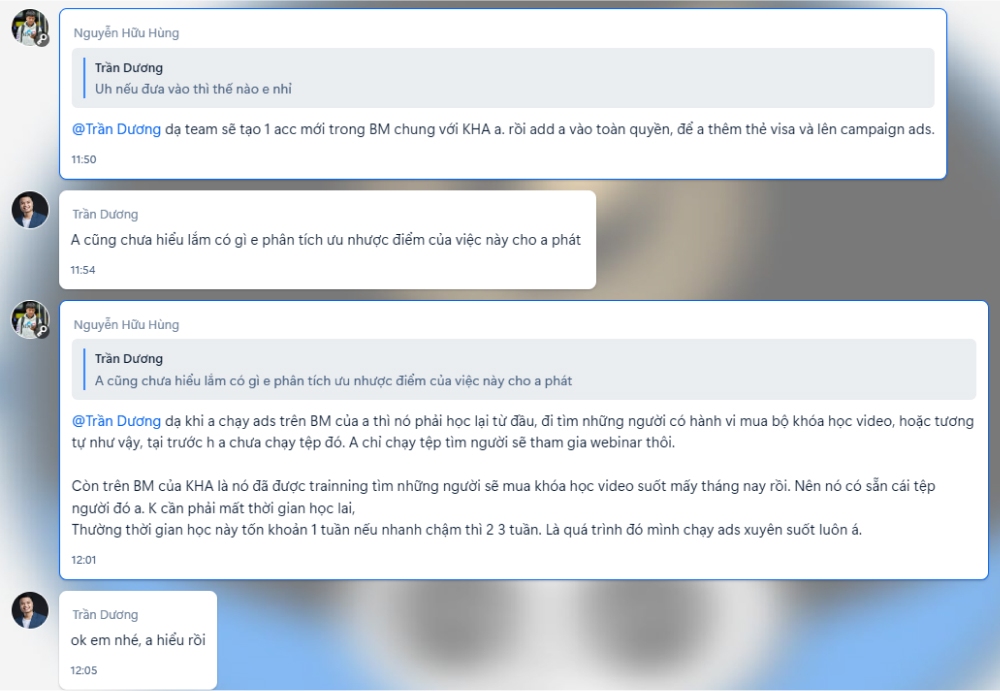 Nguyễn Hữu Hùng
Trần Dương
Uh nếu đưa vào thì thế nào e nhỉ
@Trần Dương dạ team sẽ tạo 1 acc mới trong BM chung với KHA a. rồi add a vào toàn quyền, để a thêm thẻ visa và lên campaign ads.
11:50
Trần Dương
A cũng chưa hiểu lắm có gì e phân tích ưu nhược điểm của việc này cho a phát
11:54
Nguyễn Hữu Hùng
Trần Dương
A cũng chưa hiểu lắm có gì e phân tích ưu nhược điểm của việc này cho a phát
@Trần Dương dạ khi a chạy ads trên BM của a thì nó phải học lại từ đầu, đi tìm những người có hành vi mua bộ khóa học video, hoặc tương
tự như vậy, tại trước h a chưa chạy tệp đó. A chỉ chạy tệp tìm người sẽ tham gia webinar thôi.
Còn trên BM của KHA là nó đã được trainning tìm những người sẽ mua khóa học video suốt mấy tháng nay rồi. Nên nó có sẵn cái tệp
người đó a. K cần phải mất thời gian học lai,
Thường thời gian học này tốn khoản 1 tuần nếu nhanh chậm thì 2 3 tuần. Là quá trình đó mình chạy ads xuyên suốt luôn á.
12:01
Trần Dương
ok em nhé, a hiểu rồi
12:05